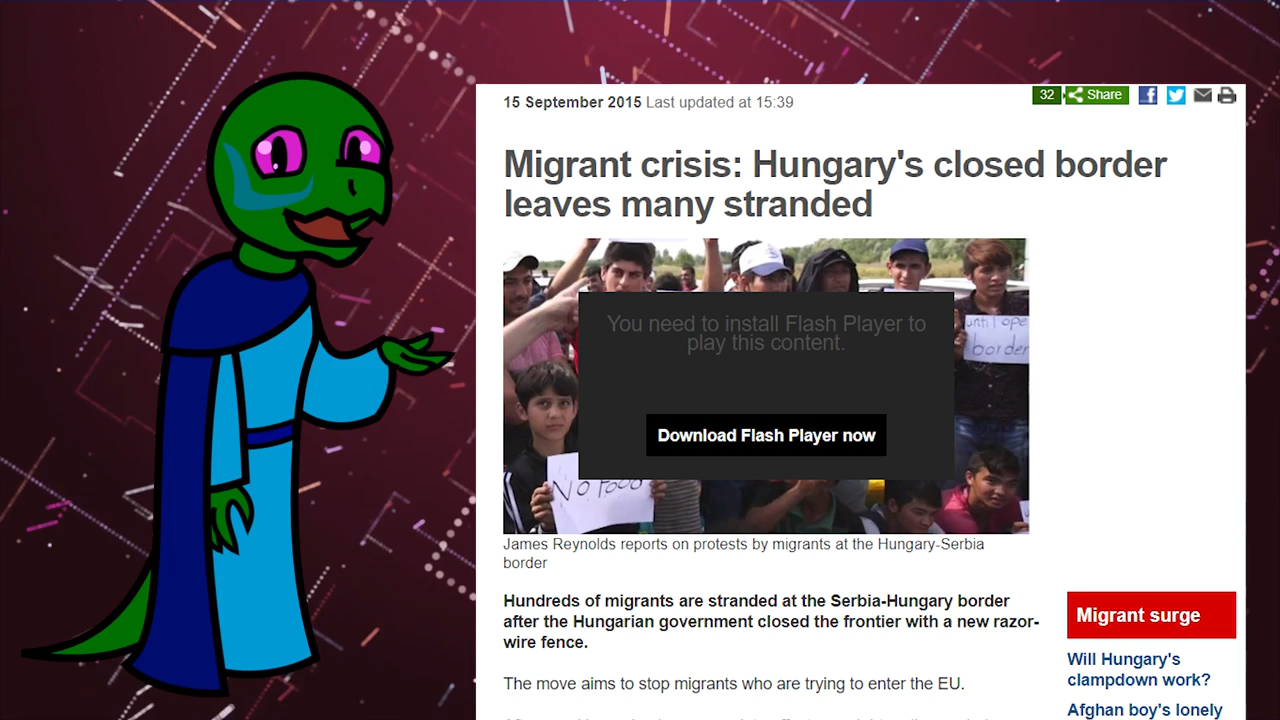 15 September 2015 Last updated at 15:39
32 Share
Migrant crisis: Hungary's closed border
leaves many stranded
You need to install Flash Player to
play this content.
until ope
border
Download Flash Player now
No Food
James Reynolds reports on protests by migrants at the Hungary-Serbia
border
Hundreds of migrants are stranded at the Serbia-Hungary border
after the Hungarian government closed the frontier with a new razor-
wire fence.
The move aims to stop migrants who are trying to enter the EU.
Migrant surge
Will Hungary's
clampdown work?
Afghan boy's lonely